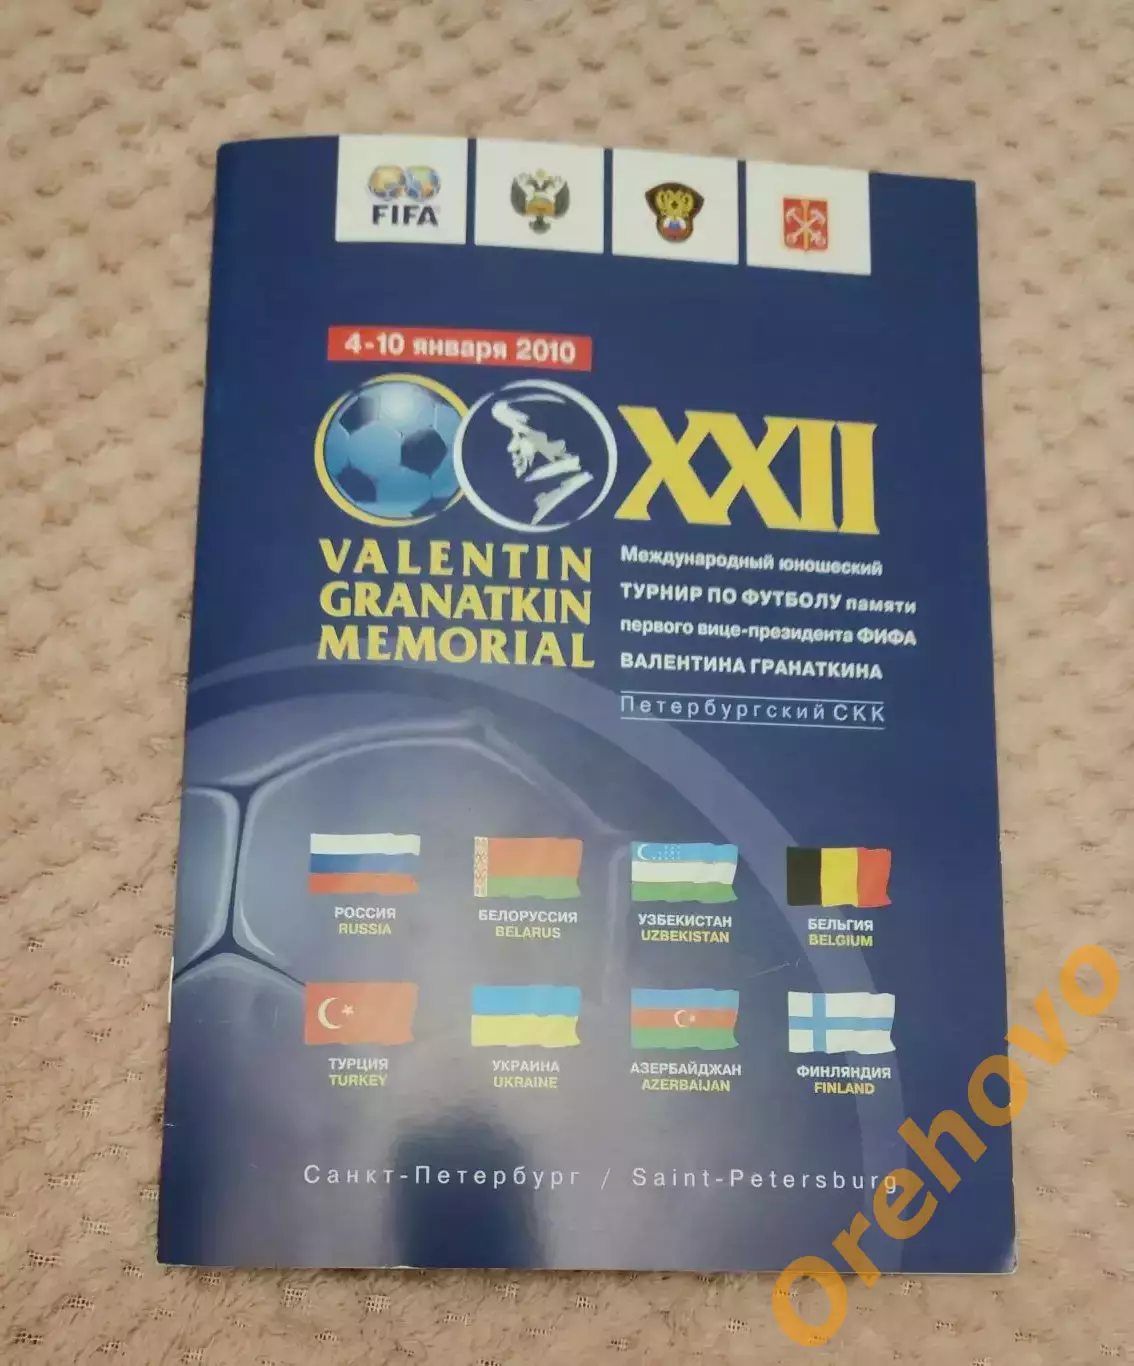 FIFA
4-10 января 2010
XXII
VALENTIN
GRANATKIN
MEMORIAL
Международный юношеский
ТУРНИР ПО ФУТБОЛУ памяти
первого вице-президента ФИФА
ВАЛЕНТИНА ГРАНАТКИНА
Петербургский СКК
РОССИЯ
RUSSIA
БЕЛОРУССИЯ
BELARUS
УЗБЕКИСТАН
UZBEKISTAN
БЕЛЬГИЯ
BELGIUM
ТУРЦИЯ
TURKEY
УКРАИНА
UKRAINE
АЗЕРБАЙДЖАН
AZERBAIJAN
ФИНЛЯНДИЯ
FINLAND
Санкт-Петербург / Saint-Petersburg
Orehovo